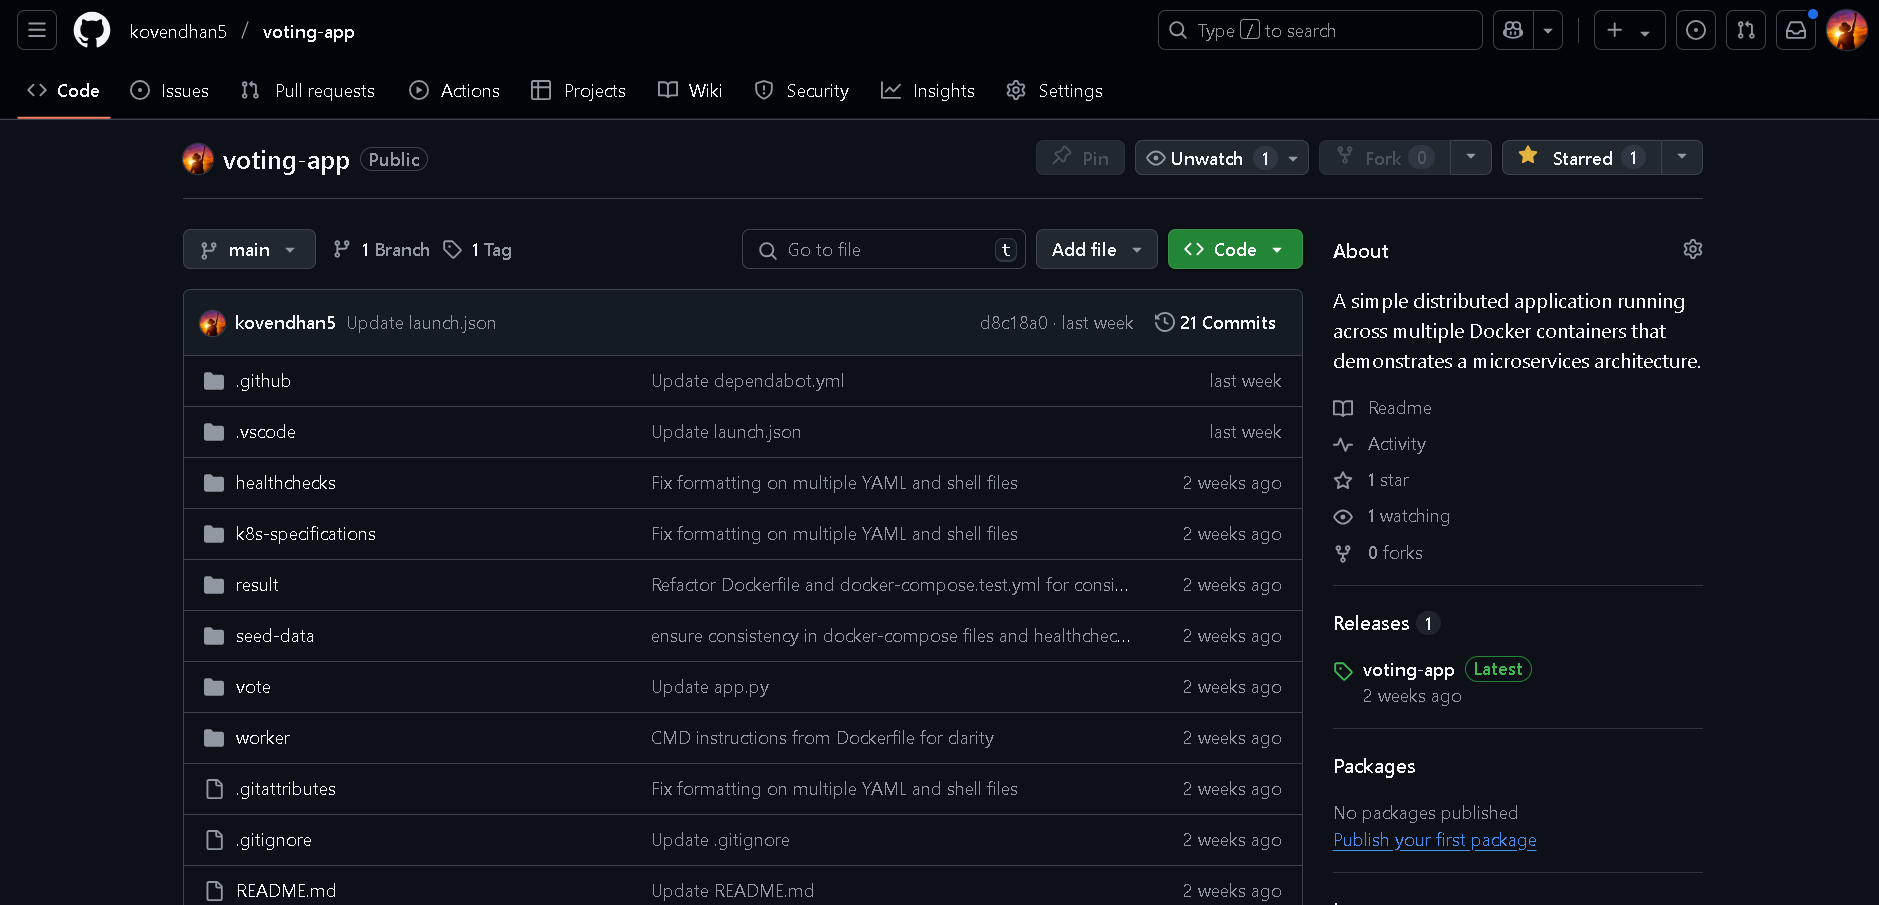 kovendhan5 / voting-app
Type / to search
Code Issues Pull requests Actions Projects Wiki Security Insights Settings
voting-app Public
Pin Unwatch 1 Fork 0 Starred 1
main 1 Branch 1 Tag
Go to file t Add file Code
kovendhan5 Update launch.json d8c18a0 · last week 21 Commits
.github Update dependabot.yml last week
.vscode Update launch.json last week
healthchecks Fix formatting on multiple YAML and shell files 2 weeks ago
k8s-specifications Fix formatting on multiple YAML and shell files 2 weeks ago
result Refactor Dockerfile and docker-compose.test.yml for consi... 2 weeks ago
seed-data ensure consistency in docker-compose files and healthchec... 2 weeks ago
vote Update app.py 2 weeks ago
worker CMD instructions from Dockerfile for clarity 2 weeks ago
.gitattributes Fix formatting on multiple YAML and shell files 2 weeks ago
.gitignore Update .gitignore 2 weeks ago
README.md Update README.md 2 weeks ago
About
A simple distributed application running
across multiple Docker containers that
demonstrates a microservices architecture.
Readme
Activity
1 star
1 watching
0 forks
Releases 1
voting-app Latest
2 weeks ago
Packages
No packages published
Publish your first package